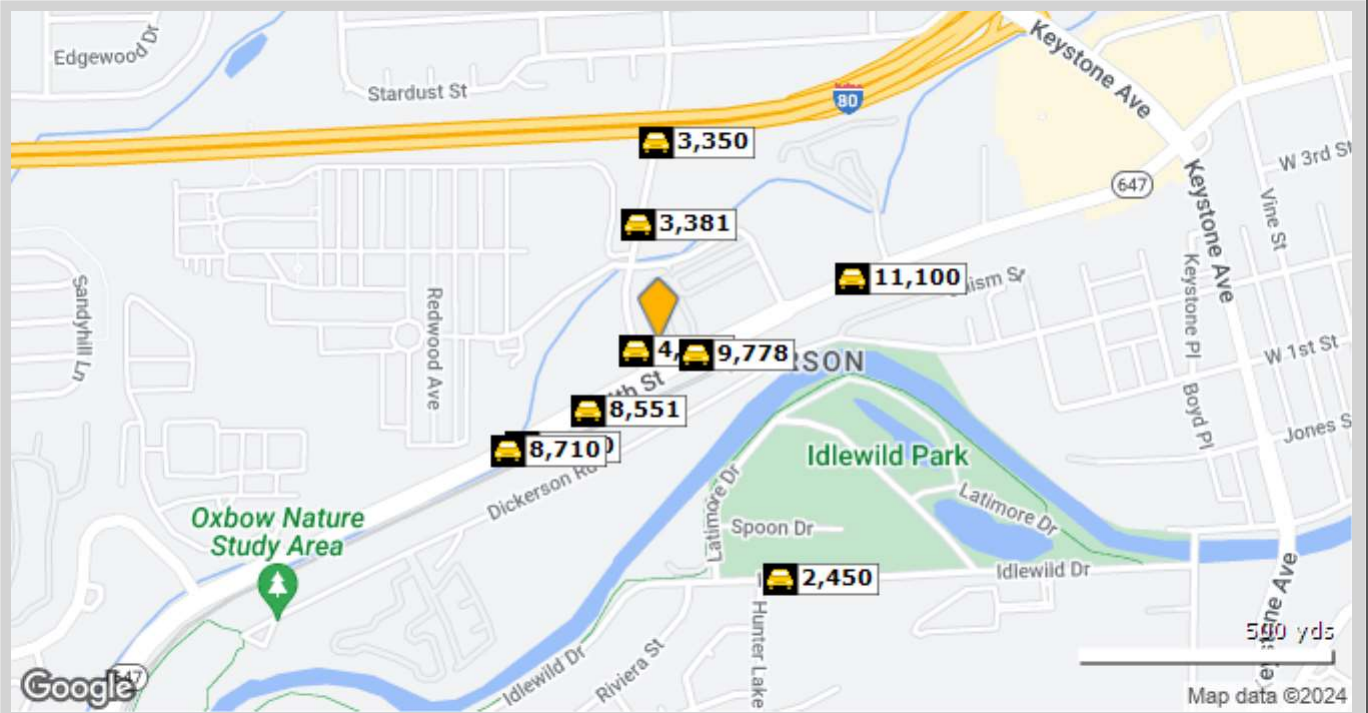 Edgewood Dr
Stardust St
Keystone Ave
80
3,350
W 3rd St
647
Keystone Ave
Vine St
3,381
11,100
Sandyhill Ln
Redwood Ave
Keystone Pl
4,
9,778
W 1st St
8,551
Boyd Pl
Jones S
8,710
Idlewild Park
Dickerson Rd
Latimore Dr
Latimore Dr
Oxbow Nature
Study Area
Spoon Dr
2,450
Idlewild Dr
Hunter Lake
Keystone Ave
500 yds
Idlewild Dr
Riviera St
Google
Map data ©2024